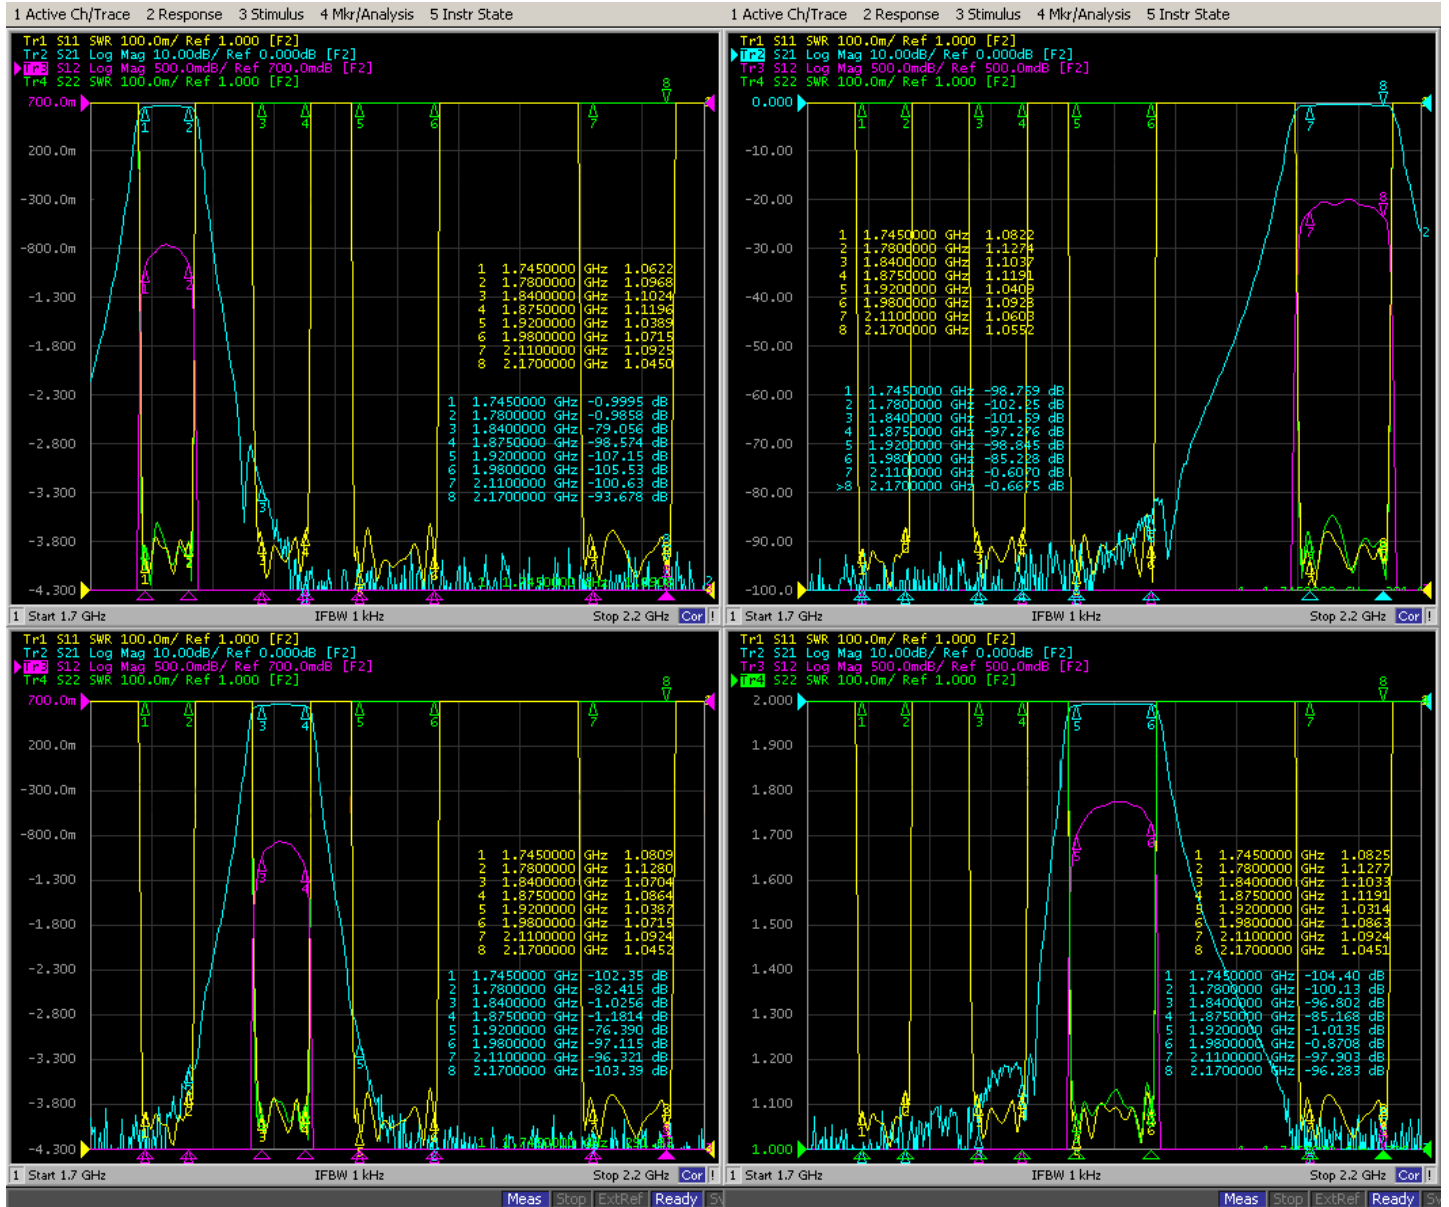 1 Active Ch/Trace 2 Response 3 Stimulus 4 Mkr/Analysis 5 Instr State
Tr1 S11 SWR 100.0m/ Ref 1.000 [F2]
Tr2 S21 Log Mag 10.00dB/ Ref 0.000dB [F2]
Tr3 S12 Log Mag 500.0mdB/ Ref 700.0mdB [F2]
Tr4 S22 SWR 100.0m/ Ref 1.000 [F2]
700.0m
200.0m
-300.0m
-800.0m
-1.300
-1.800
-2.300
-2.800
-3.300
-3.800
-4.300
1 2 3 4 5 6 7 8
1 1.7450000 GHz 1.0622
2 1.7800000 GHz 1.0968
3 1.8400000 GHz 1.1024
4 1.8750000 GHz 1.1196
5 1.9200000 GHz 1.0389
6 1.9800000 GHz 1.0715
7 2.1100000 GHz 1.0925
8 2.1700000 GHz 1.0450
1 1.7450000 GHz -0.9995 dB
2 1.7800000 GHz -0.9858 dB
3 1.8400000 GHz -79.056 dB
4 1.8750000 GHz -98.574 dB
5 1.9200000 GHz -107.15 dB
6 1.9800000 GHz -105.53 dB
7 2.1100000 GHz -100.63 dB
8 2.1700000 GHz -93.678 dB
1 Start 1.7 GHz IFBW 1 kHz Stop 2.2 GHz Cor !
1 Active Ch/Trace 2 Response 3 Stimulus 4 Mkr/Analysis 5 Instr State
Tr1 S11 SWR 100.0m/ Ref 1.000 [F2]
Tr2 S21 Log Mag 10.00dB/ Ref 0.000dB [F2]
Tr3 S12 Log Mag 500.0mdB/ Ref 500.0mdB [F2]
Tr4 S22 SWR 100.0m/ Ref 1.000 [F2]
0.000
-10.00
-20.00
-30.00
-40.00
-50.00
-60.00
-70.00
-80.00
-90.00
-100.0
1 2 3 4 5 6 7 8
1 1.7450000 GHz 1.0822
2 1.7800000 GHz 1.1274
3 1.8400000 GHz 1.1037
4 1.8750000 GHz 1.1191
5 1.9200000 GHz 1.0409
6 1.9800000 GHz 1.0928
7 2.1100000 GHz 1.0603
8 2.1700000 GHz 1.0552
1 1.7450000 GHz -98.759 dB
2 1.7800000 GHz -102.25 dB
3 1.8400000 GHz -101.59 dB
4 1.8750000 GHz -97.276 dB
5 1.9200000 GHz -98.845 dB
6 1.9800000 GHz -85.228 dB
7 2.1100000 GHz -0.6070 dB
>8 2.1700000 GHz -0.6675 dB
1 Start 1.7 GHz IFBW 1 kHz Stop 2.2 GHz Cor !
Tr1 S11 SWR 100.0m/ Ref 1.000 [F2]
Tr2 S21 Log Mag 10.00dB/ Ref 0.000dB [F2]
Tr3 S12 Log Mag 500.0mdB/ Ref 700.0mdB [F2]
Tr4 S22 SWR 100.0m/ Ref 1.000 [F2]
700.0m
200.0m
-300.0m
-800.0m
-1.300
-1.800
-2.300
-2.800
-3.300
-3.800
-4.300
1 2 3 4 5 6 7 8
1 1.7450000 GHz 1.0809
2 1.7800000 GHz 1.1280
3 1.8400000 GHz 1.0704
4 1.8750000 GHz 1.0864
5 1.9200000 GHz 1.0387
6 1.9800000 GHz 1.0715
7 2.1100000 GHz 1.0924
8 2.1700000 GHz 1.0452
1 1.7450000 GHz -102.35 dB
2 1.7800000 GHz -82.415 dB
3 1.8400000 GHz -1.0256 dB
4 1.8750000 GHz -1.1814 dB
5 1.9200000 GHz -76.390 dB
6 1.9800000 GHz -97.115 dB
7 2.1100000 GHz -96.321 dB
8 2.1700000 GHz -103.39 dB
1 Start 1.7 GHz IFBW 1 kHz Stop 2.2 GHz Cor !
Tr1 S11 SWR 100.0m/ Ref 1.000 [F2]
Tr2 S21 Log Mag 10.00dB/ Ref 0.000dB [F2]
Tr3 S12 Log Mag 500.0mdB/ Ref 500.0mdB [F2]
Tr4 S22 SWR 100.0m/ Ref 1.000 [F2]
2.000
1.900
1.800
1.700
1.600
1.500
1.400
1.300
1.200
1.100
1.000
1 2 3 4 5 6 7 8
1 1.7450000 GHz 1.0825
2 1.7800000 GHz 1.1277
3 1.8400000 GHz 1.1033
4 1.8750000 GHz 1.1191
5 1.9200000 GHz 1.0314
6 1.9800000 GHz 1.0863
7 2.1100000 GHz 1.0924
8 2.1700000 GHz 1.0451
1 1.7450000 GHz -104.40 dB
2 1.7800000 GHz -100.13 dB
3 1.8400000 GHz -96.802 dB
4 1.8750000 GHz -85.168 dB
5 1.9200000 GHz -1.0135 dB
6 1.9800000 GHz -0.8708 dB
7 2.1100000 GHz -97.903 dB
8 2.1700000 GHz -96.283 dB
1 Start 1.7 GHz IFBW 1 kHz Stop 2.2 GHz Cor !
Meas Stop ExtRef Ready
Meas Stop ExtRef Ready